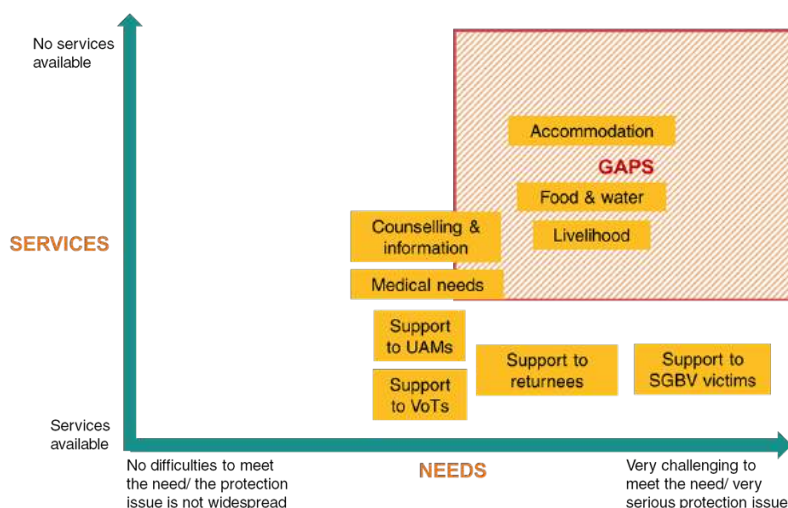 No services
available
Accommodation
GAPS
Food & water
Counselling &
information
Livelihood
SERVICES
Medical needs
Support
to UAMs
Support to
returnees
Support to
SGBV victims
Support
to VoTs
Services
available
No difficulties to meet
the need/ the protection
issue is not widespread
NEEDS
Very challenging to
meet the need/ very
serious protection issue